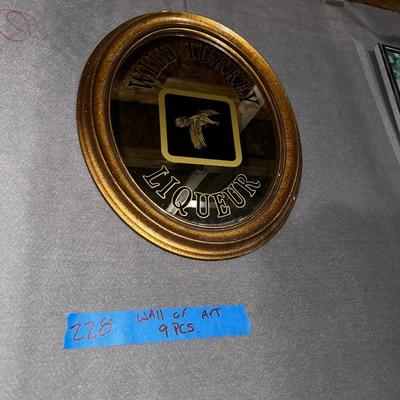 WILD TURKEY
LIQUEUR
228 WAll OF ArT
9 PCS.